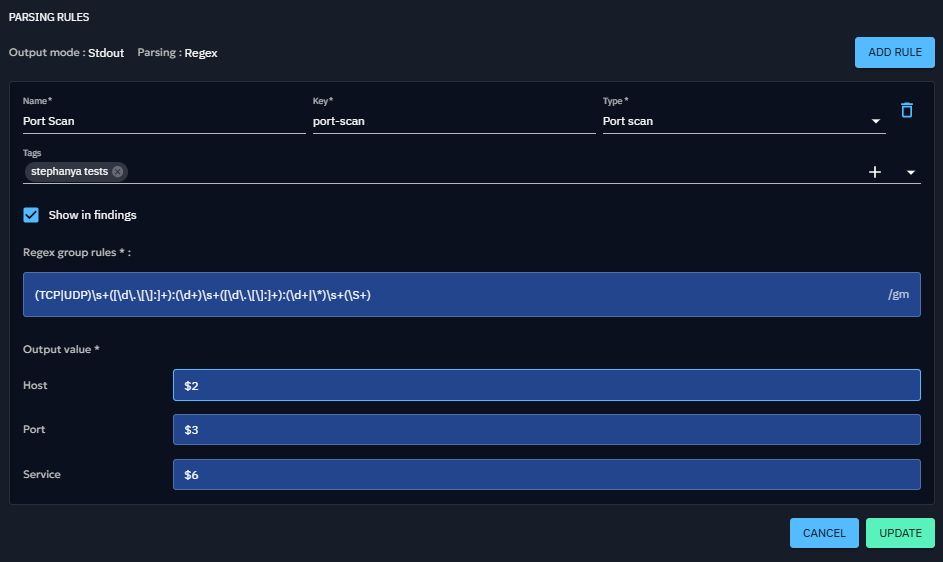 PARSING RULES
Output mode : Stdout Parsing : Regex
ADD RULE
Name * Key * Type *
Port Scan port-scan Port scan
Tags
stephanya tests
Show in findings
Regex group rules * :
(TCP|UDP)\s+([\d\.\[\]:]+):(\d+)\s+([\d\.\[\]:]+):(\d+|\*)\s+(\S+) /gm
Output value *
Host $2
Port $3
Service $6
CANCEL UPDATE